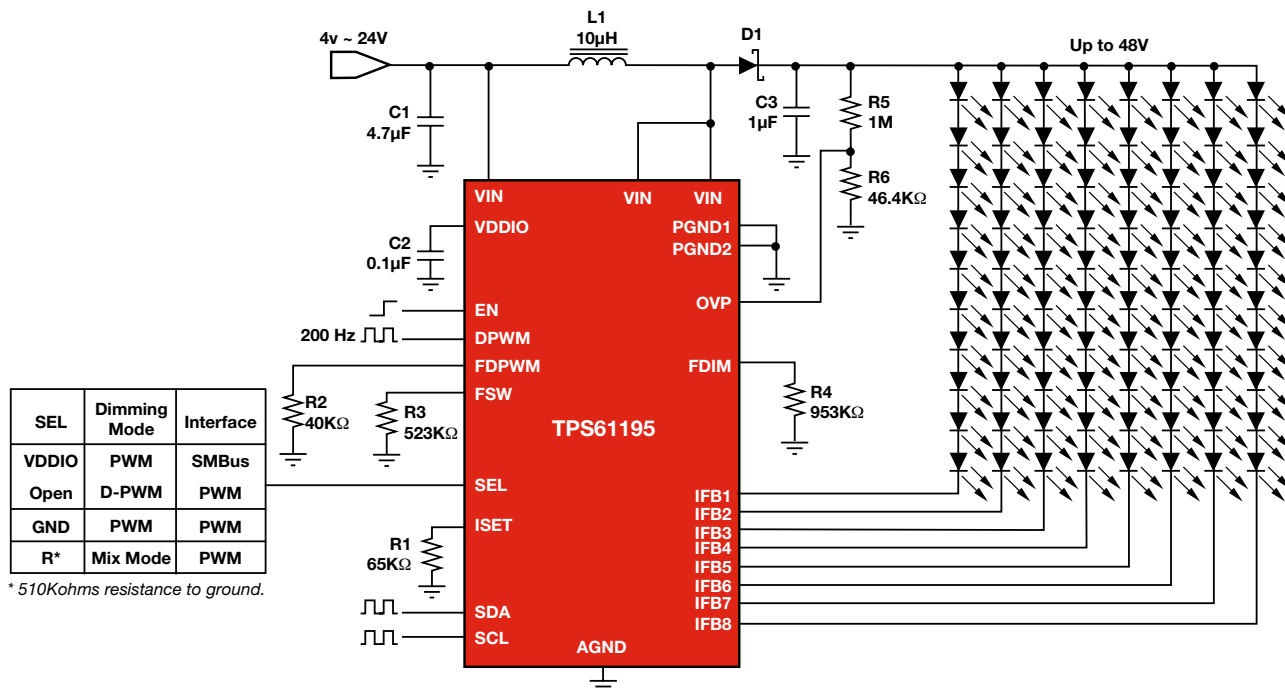 L1
10µH
D1
4v ~ 24V
Up to 48V
C1
4.7µF
C3
1µF
R5
1M
R6
46.4KΩ
VIN
VIN
VIN
VDDIO
PGND1
PGND2
C2
0.1µF
OVP
EN
200 Hz
DPWM
FDPWM
FDIM
FSW
R2
40KΩ
R3
523KΩ
R4
953KΩ
TPS61195
SEL
Dimming Mode
Interface
VDDIO
PWM
SMBus
Open
D-PWM
PWM
GND
PWM
PWM
R*
Mix Mode
PWM
* 510Kohms resistance to ground.
SEL
ISET
R1
65KΩ
SDA
SCL
AGND
IFB1
IFB2
IFB3
IFB4
IFB5
IFB6
IFB7
IFB8